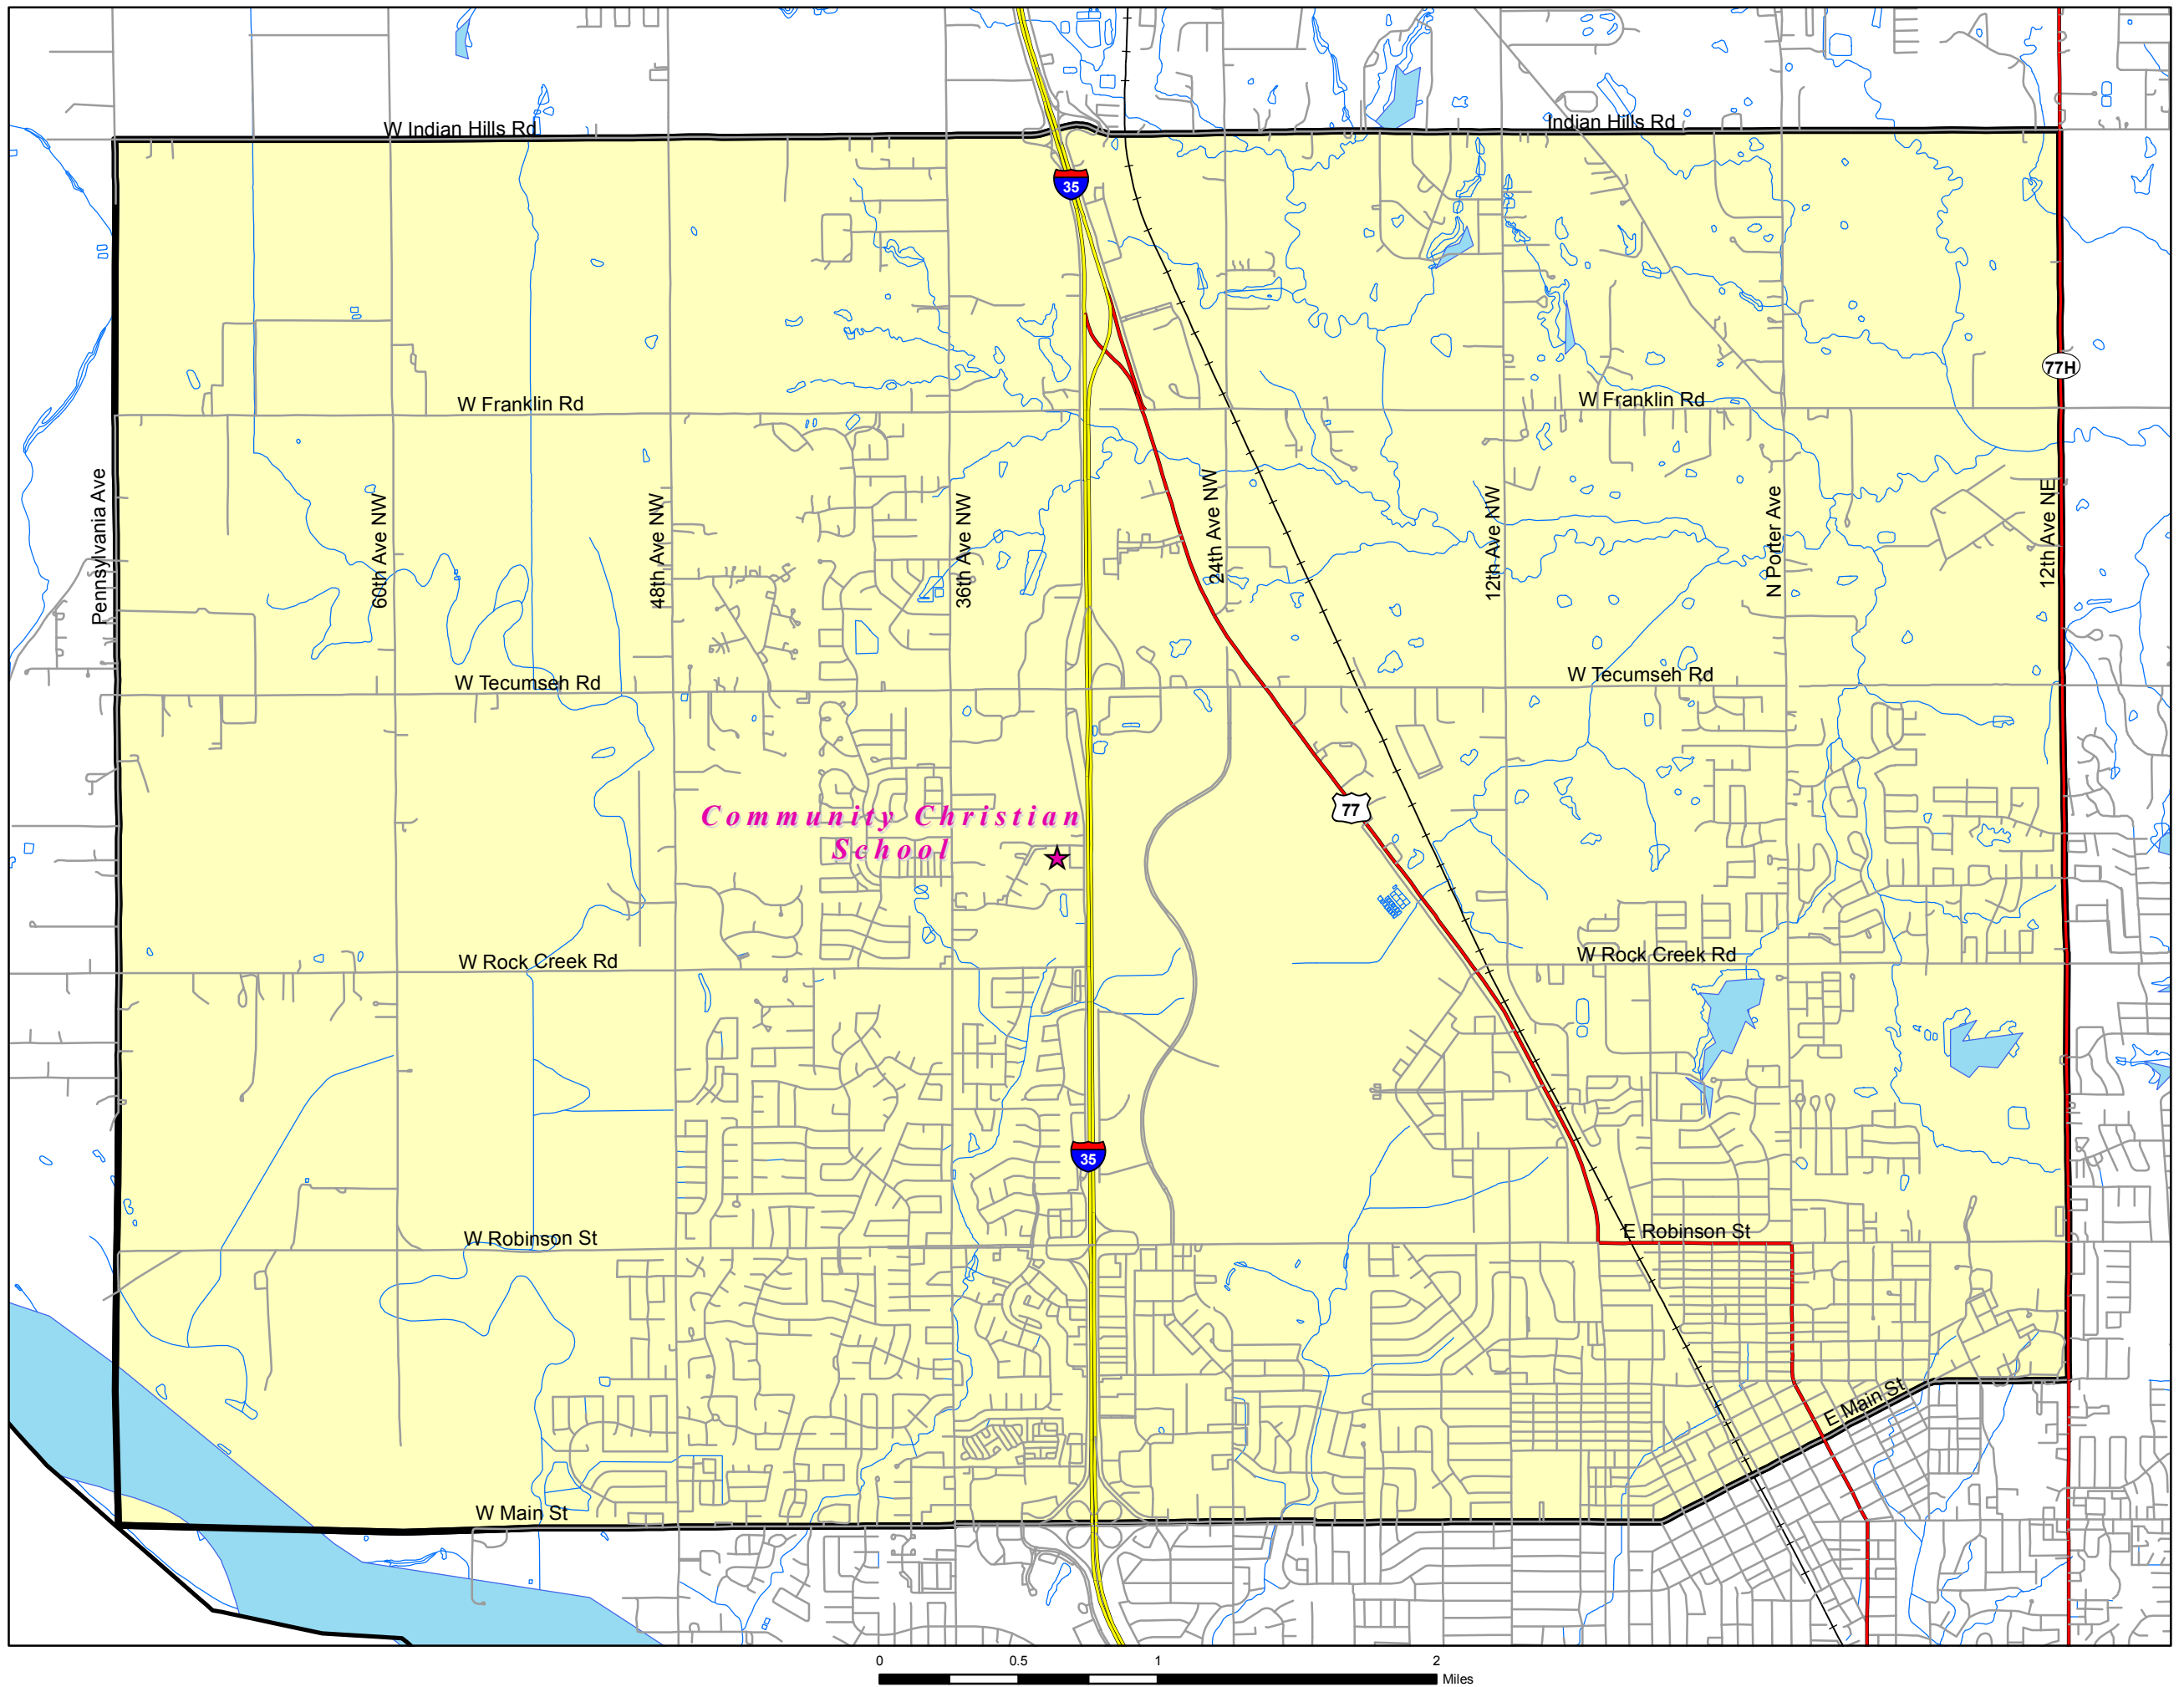 W Indian Hills Rd
Indian Hills Rd
35
77H
W Franklin Rd
W Franklin Rd
Pennsylvania Ave
60th Ave NW
48th Ave NW
36th Ave NW
24th Ave NW
12th Ave NW
N Porter Ave
12th Ave NE
W Tecumseh Rd
W Tecumseh Rd
Community Christian
School
77
W Rock Creek Rd
W Rock Creek Rd
35
W Robinson St
E Robinson St
E Main St
W Main St
0 0.5 1 2
Miles